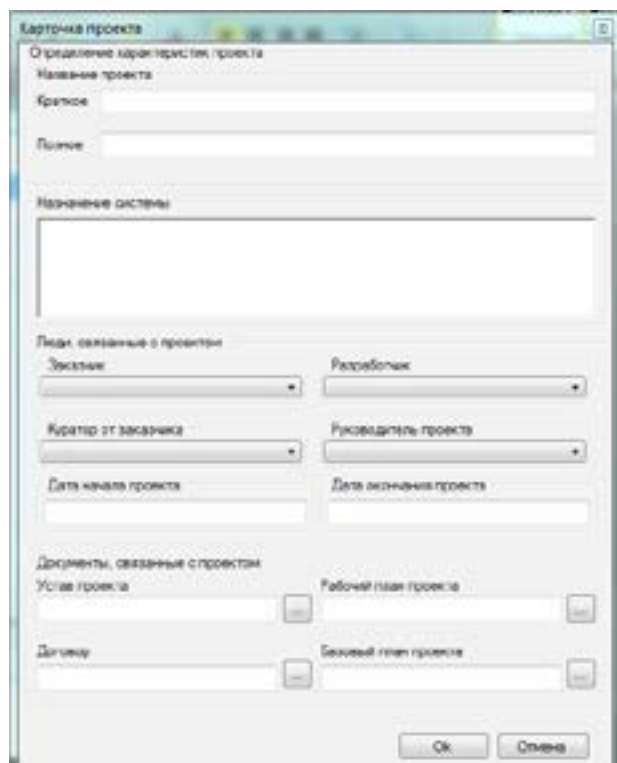 Карточка проекта
Определение характеристик проекта
Название проекта
Краткое
Полное
Назначение системы
Люди, связанные с проектом
Заказчик
Разработчик
Куратор от заказчика
Руководитель проекта
Дата начала проекта
Дата окончания проекта
Документы, связанные с проектом
Устав проекта
Рабочий план проекта
...
...
Договор
Базовый план проекта
...
...
Ok
Отмена